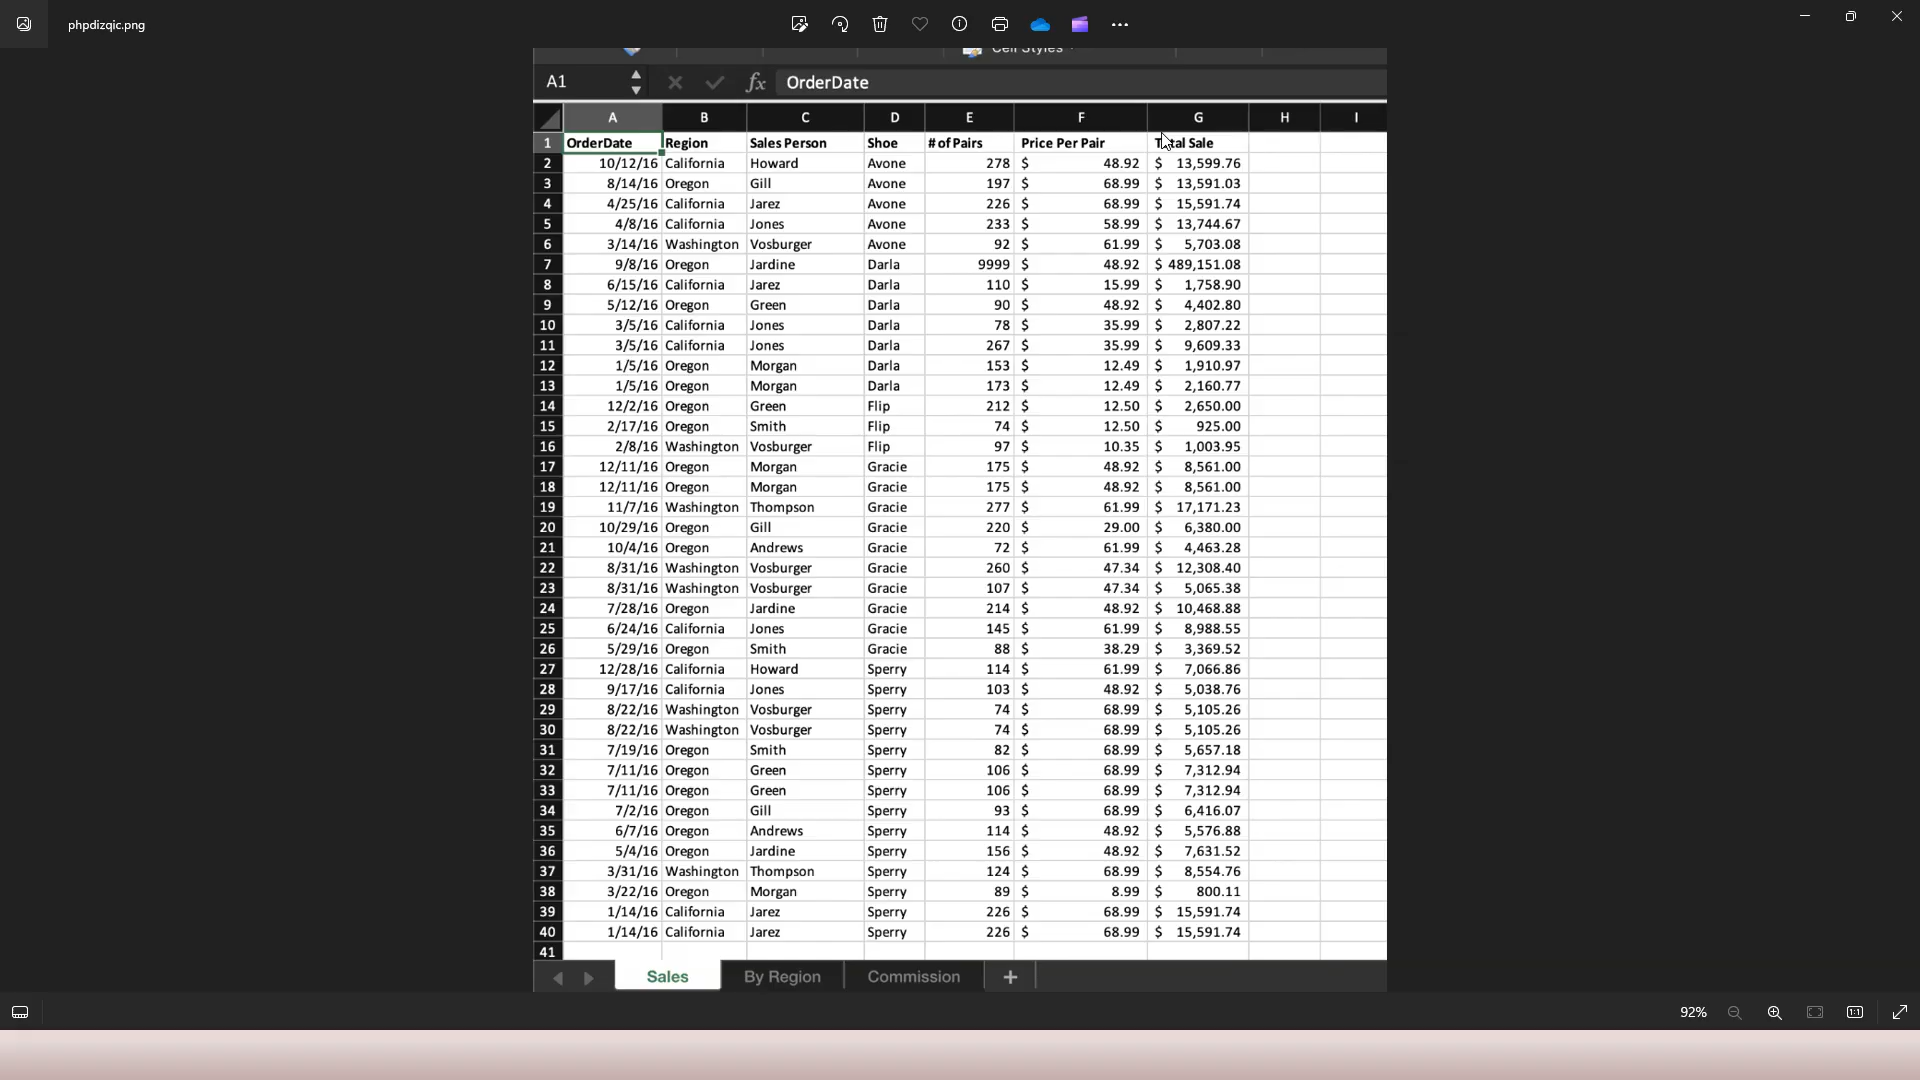 phpdizqic.png
Cell Styles
A1 fx OrderDate
A B C D E F G H I
1 OrderDate Region Sales Person Shoe # of Pairs Price Per Pair Total Sale
2 10/12/16 California Howard Avone 278 $ 48.92 $ 13,599.76
3 8/14/16 Oregon Gill Avone 197 $ 68.99 $ 13,591.03
4 4/25/16 California Jarez Avone 226 $ 68.99 $ 15,591.74
5 4/8/16 California Jones Avone 233 $ 58.99 $ 13,744.67
6 3/14/16 Washington Vosburger Avone 92 $ 61.99 $ 5,703.08
7 9/8/16 Oregon Jardine Darla 9999 $ 48.92 $ 489,151.08
8 6/15/16 California Jarez Darla 110 $ 15.99 $ 1,758.90
9 5/12/16 Oregon Green Darla 90 $ 48.92 $ 4,402.80
10 3/5/16 California Jones Darla 78 $ 35.99 $ 2,807.22
11 3/5/16 California Jones Darla 267 $ 35.99 $ 9,609.33
12 1/5/16 Oregon Morgan Darla 153 $ 12.49 $ 1,910.97
13 1/5/16 Oregon Morgan Darla 173 $ 12.49 $ 2,160.77
14 12/2/16 Oregon Green Flip 212 $ 12.50 $ 2,650.00
15 2/17/16 Oregon Smith Flip 74 $ 12.50 $ 925.00
16 2/8/16 Washington Vosburger Flip 97 $ 10.35 $ 1,003.95
17 12/11/16 Oregon Morgan Gracie 175 $ 48.92 $ 8,561.00
18 12/11/16 Oregon Morgan Gracie 175 $ 48.92 $ 8,561.00
19 11/7/16 Washington Thompson Gracie 277 $ 61.99 $ 17,171.23
20 10/29/16 Oregon Gill Gracie 220 $ 29.00 $ 6,380.00
21 10/4/16 Oregon Andrews Gracie 72 $ 61.99 $ 4,463.28
22 8/31/16 Washington Vosburger Gracie 260 $ 47.34 $ 12,308.40
23 8/31/16 Washington Vosburger Gracie 107 $ 47.34 $ 5,065.38
24 7/28/16 Oregon Jardine Gracie 214 $ 48.92 $ 10,468.88
25 6/24/16 California Jones Gracie 145 $ 61.99 $ 8,988.55
26 5/29/16 Oregon Smith Gracie 88 $ 38.29 $ 3,369.52
27 12/28/16 California Howard Sperry 114 $ 61.99 $ 7,066.86
28 9/17/16 California Jones Sperry 103 $ 48.92 $ 5,038.76
29 8/22/16 Washington Vosburger Sperry 74 $ 68.99 $ 5,105.26
30 8/22/16 Washington Vosburger Sperry 74 $ 68.99 $ 5,105.26
31 7/19/16 Oregon Smith Sperry 82 $ 68.99 $ 5,657.18
32 7/11/16 Oregon Green Sperry 106 $ 68.99 $ 7,312.94
33 7/11/16 Oregon Green Sperry 106 $ 68.99 $ 7,312.94
34 7/2/16 Oregon Gill Sperry 93 $ 68.99 $ 6,416.07
35 6/7/16 Oregon Andrews Sperry 114 $ 48.92 $ 5,576.88
36 5/4/16 Oregon Jardine Sperry 156 $ 48.92 $ 7,631.52
37 3/31/16 Washington Thompson Sperry 124 $ 68.99 $ 8,554.76
38 3/22/16 Oregon Morgan Sperry 89 $ 8.99 $ 800.11
39 1/14/16 California Jarez Sperry 226 $ 68.99 $ 15,591.74
40 1/14/16 California Jarez Sperry 226 $ 68.99 $ 15,591.74
41
Sales By Region Commission +
92% 1:1